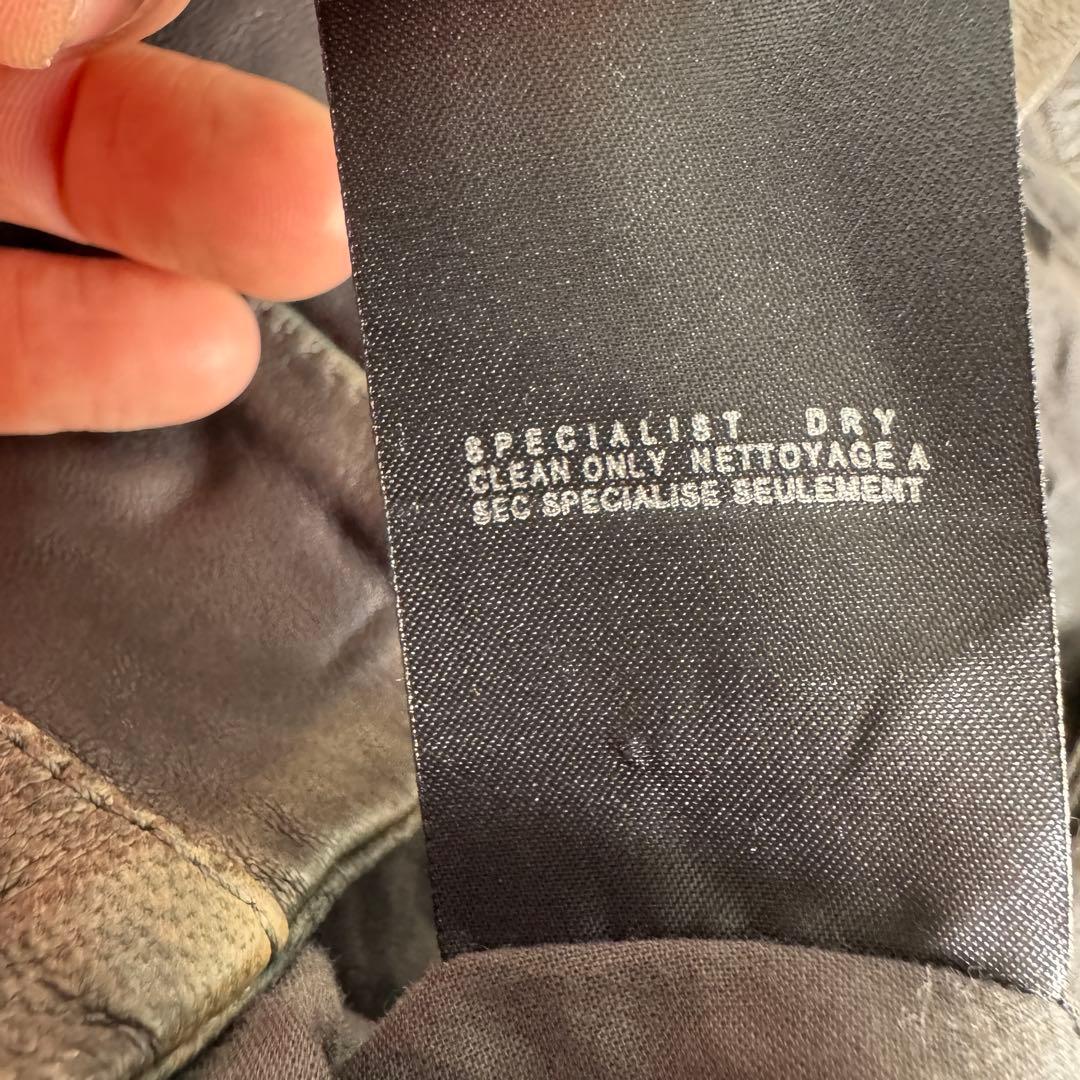 SPECIALIST DRY
CLEAN ONLY NETTOYAGE A
SEC SPECIALISE SEULEMENT